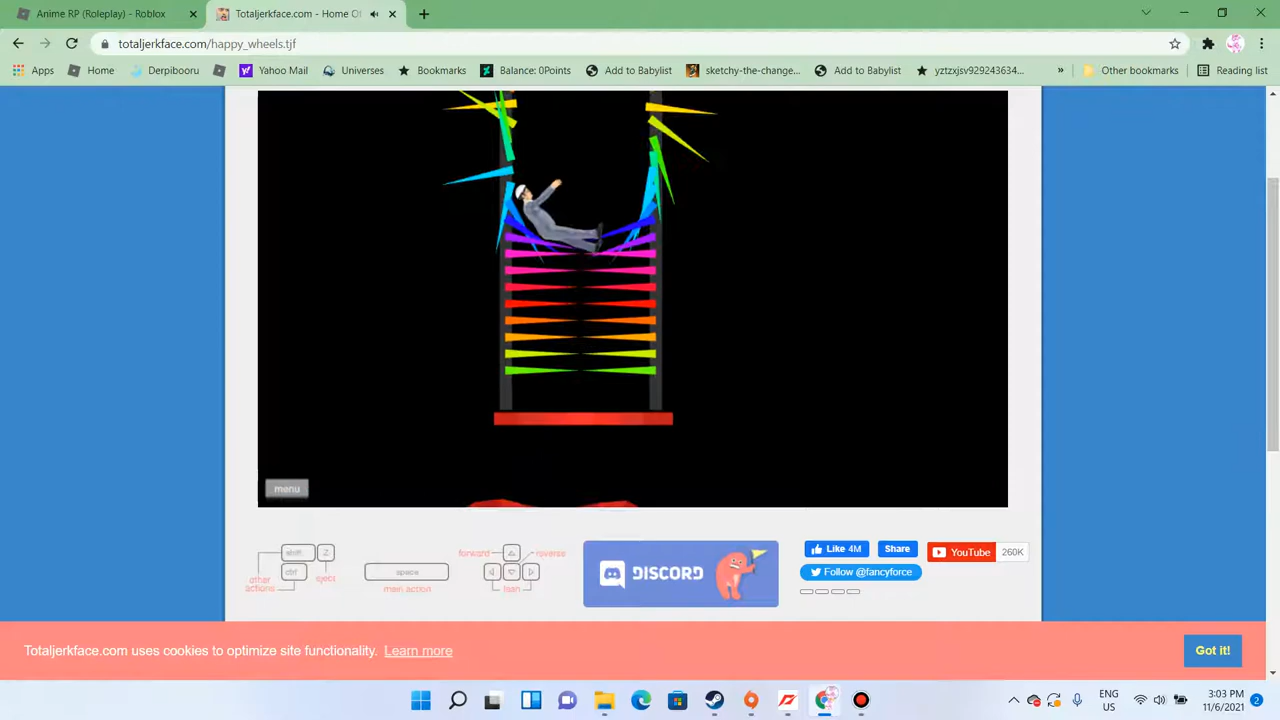 Anime RP (Roleplay) - Roblox
Totaljerkface.com - Home Of
totaljerkface.com/happy_wheels.tjf
Apps Home Derpibooru Yahoo Mail Universes Bookmarks Balance: 0Points Add to Babylist sketchy-the-change... Add to Babylist yztzxjsv929243634... » Other bookmarks Reading list
menu
shift Z
ctrl
other actions
eject
space
main action
forward
reverse
lean
DISCORD
Like 4M
Share
YouTube 260K
Follow @fancyforce
Totaljerkface.com uses cookies to optimize site functionality. Learn more
Got it!
ENG
US
3:03 PM
11/6/2021
2